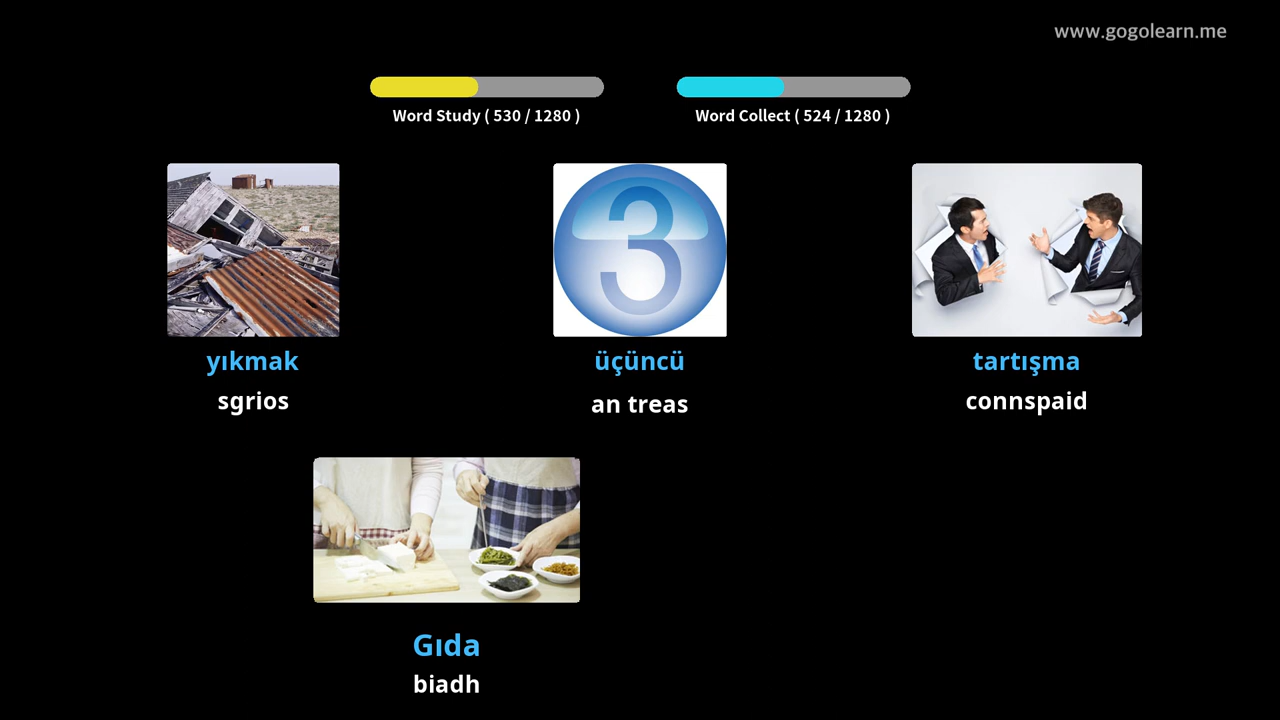 www.gogolearn.me
Word Study ( 530 / 1280 )
Word Collect ( 524 / 1280 )
3
yıkmak
sgrios
üçüncü
an treas
tartışma
connspaid
Gıda
biadh